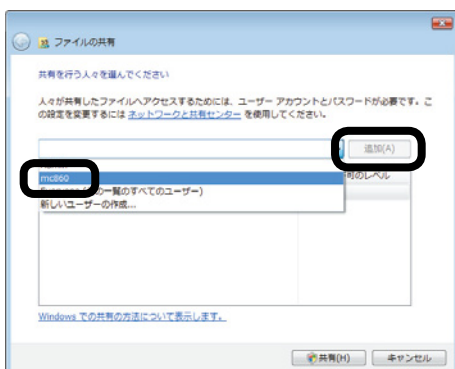 ファイルの共有
共有を行う人々を選んでください
人々が共有したファイルへアクセスするためには、ユーザー アカウントとパスワードが必要です。こ
の設定を変更するには ネットワークと共有センター を使用してください。
追加(A)
mc860
の一覧のすべてのユーザー)
可のレベル
新しいユーザーの作成...
Windows での共有の方法について表示します。
共有(H)
キャンセル